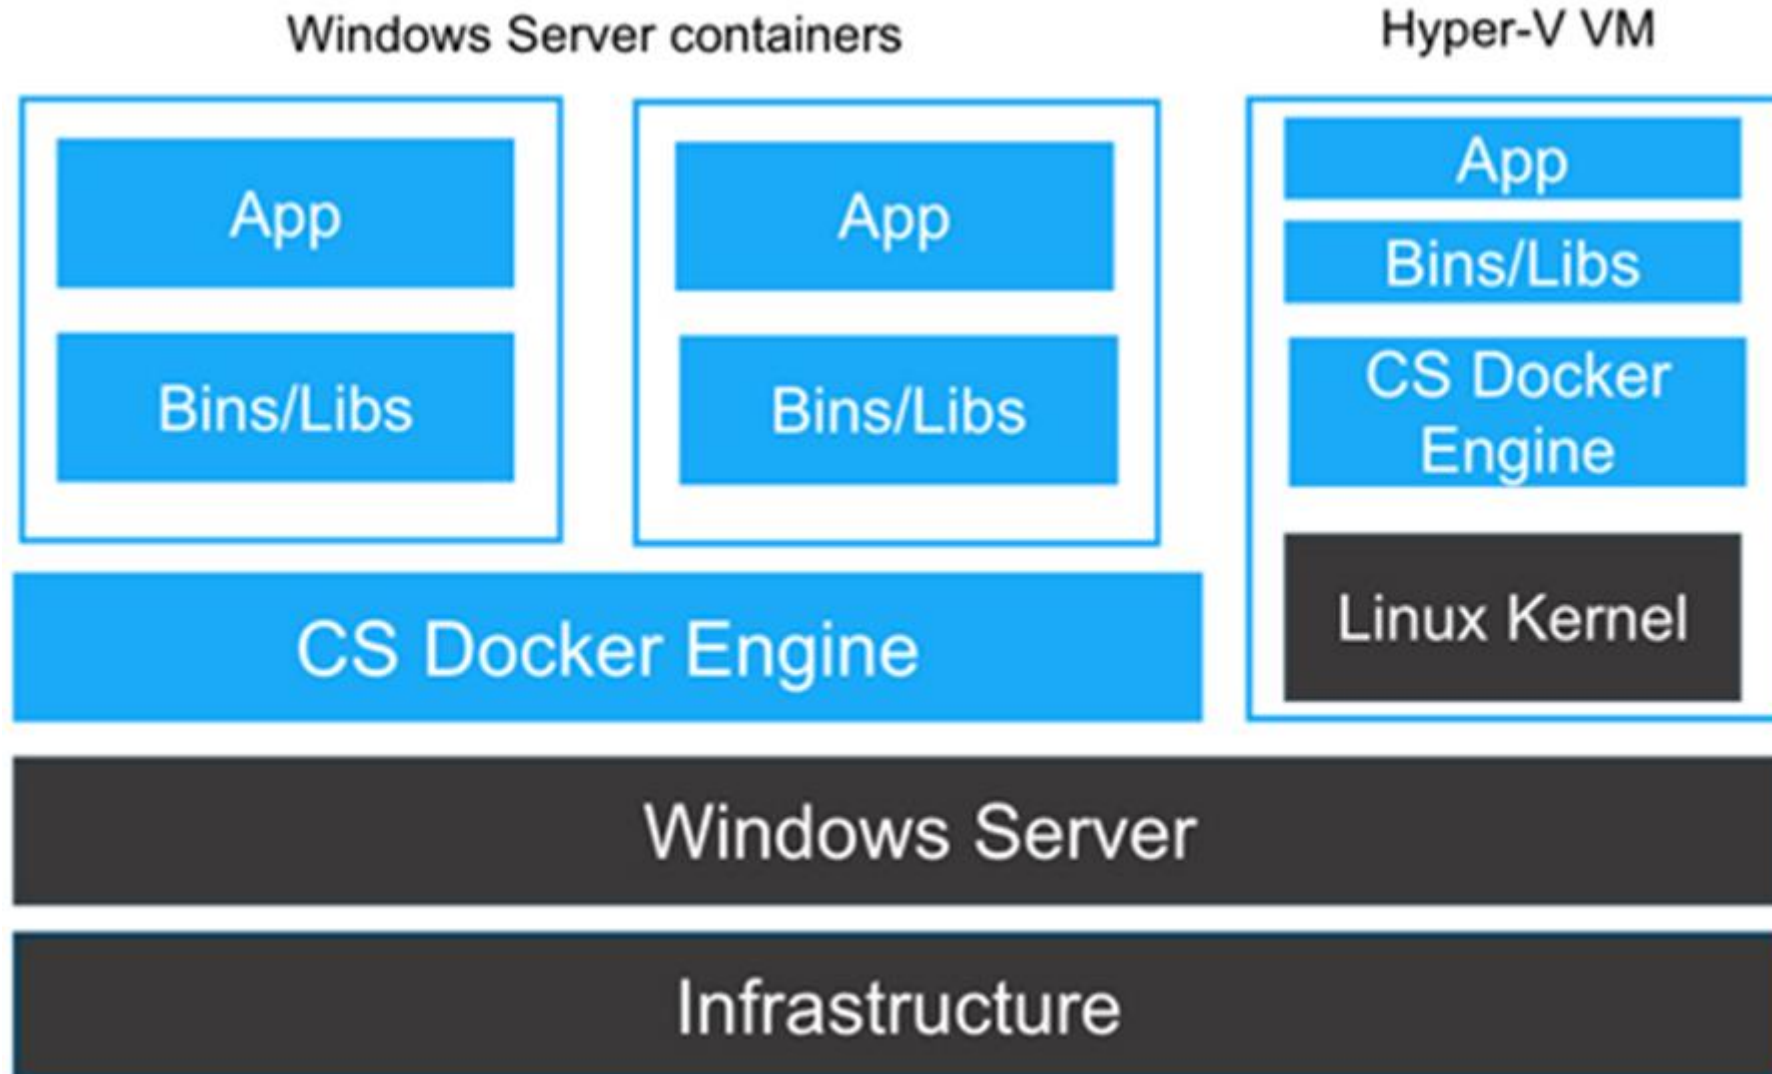 Windows Server containers
Hyper-V VM
App
Bins/Libs
App
Bins/Libs
CS Docker Engine
App
Bins/Libs
CS Docker
Engine
Linux Kernel
Windows Server
Infrastructure